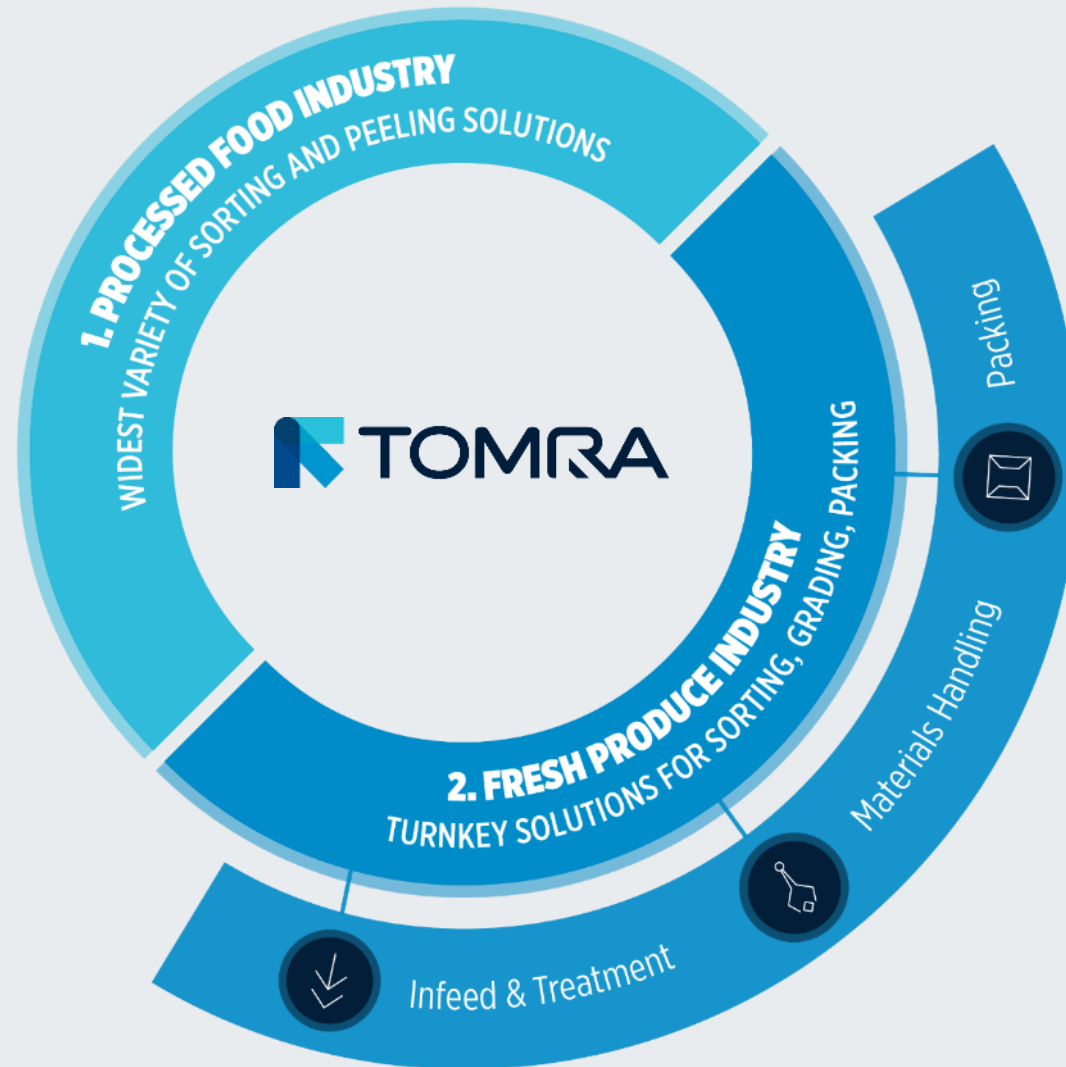 1. PROCESSED FOOD INDUSTRY
WIDEST VARIETY OF SORTING AND PEELING SOLUTIONS
TOMRA
2. FRESH PRODUCE INDUSTRY
TURNKEY SOLUTIONS FOR SORTING, GRADING, PACKING
Packing
Materials Handling
Infeed & Treatment